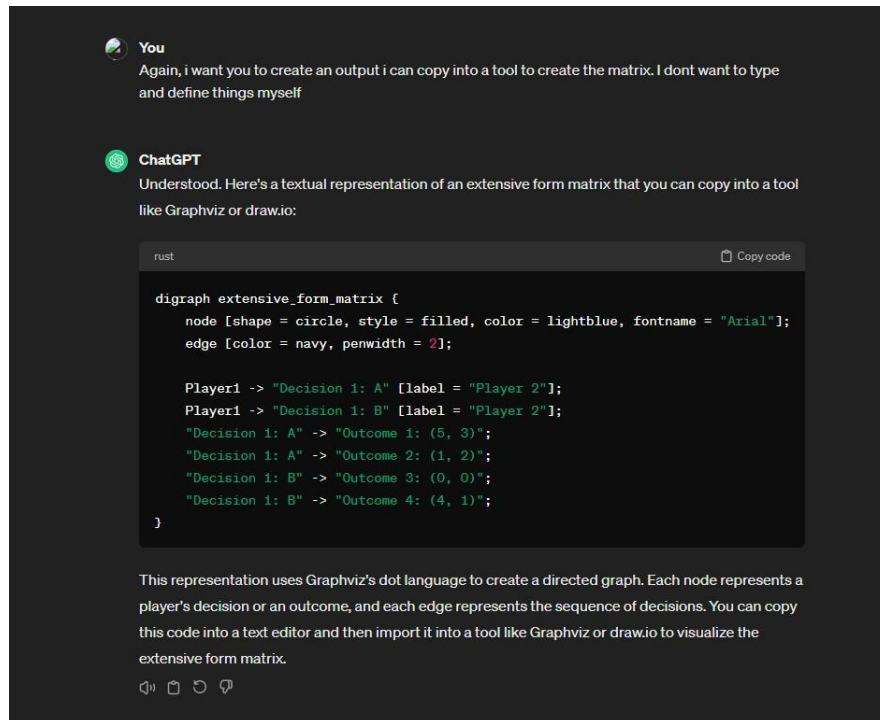 You
Again, i want you to create an output i can copy into a tool to create the matrix. I dont want to type
and define things myself
ChatGPT
Understood. Here's a textual representation of an extensive form matrix that you can copy into a tool
like Graphviz or draw.io:
rust Copy code
digraph extensive_form_matrix {
    node [shape = circle, style = filled, color = lightblue, fontname = "Arial"];
    edge [color = navy, penwidth = 2];

    Player1 -> "Decision 1: A" [label = "Player 2"];
    Player1 -> "Decision 1: B" [label = "Player 2"];
    "Decision 1: A" -> "Outcome 1: (5, 3)";
    "Decision 1: A" -> "Outcome 2: (1, 2)";
    "Decision 1: B" -> "Outcome 3: (0, 0)";
    "Decision 1: B" -> "Outcome 4: (4, 1)";
}
This representation uses Graphviz's dot language to create a directed graph. Each node represents a
player's decision or an outcome, and each edge represents the sequence of decisions. You can copy
this code into a text editor and then import it into a tool like Graphviz or draw.io to visualize the
extensive form matrix.